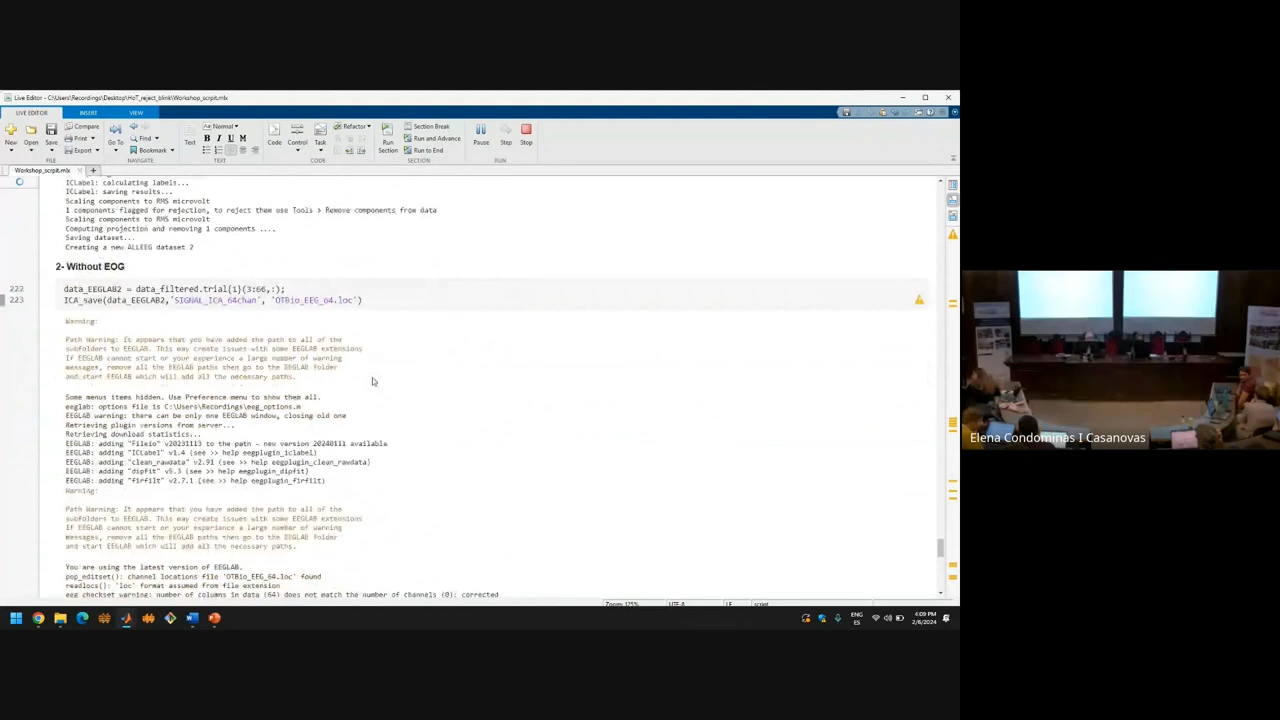 Live Editor - C:\Users\Recordings\Desktop\HoT_reject_blink\Workshop_scrpit.mlx
LIVE EDITOR INSERT VIEW
New Open Save Compare Print Export
Go To Find Bookmark
Text Normal B I U M
Code Control Task Refactor
Run Section Section Break Run and Advance Run to End
Pause Step Stop
FILE NAVIGATE TEXT CODE SECTION RUN
Workshop_scrpit.mlx
ICLabel: calculating labels...
ICLabel: saving results...
Scaling components to RMS microvolt
1 components flagged for rejection, to reject them use Tools > Remove components from data
Scaling components to RMS microvolt
Computing projection and removing 1 components ....
Saving dataset...
Creating a new ALLEEG dataset 2
2- Without EOG
222 data_EEGLAB2 = data_filtered.trial{1}(3:66,:);
223 ICA_save(data_EEGLAB2,'SIGNAL_ICA_64chan', 'OTBio_EEG_64.loc')
Warning:
Path Warning: It appears that you have added the path to all of the
subfolders to EEGLAB. This may create issues with some EEGLAB extensions
If EEGLAB cannot start or your experience a large number of warning
messages, remove all the EEGLAB paths then go to the EEGLAB folder
and start EEGLAB which will add all the necessary paths.
Some menus items hidden. Use Preference menu to show them all.
eeglab: options file is C:\Users\Recordings\eeg_options.m
EEGLAB warning: there can be only one EEGLAB window, closing old one
Retrieving plugin versions from server...
Retrieving download statistics...
EEGLAB: adding "Fileio" v20231113 to the path - new version 20240111 available
EEGLAB: adding "ICLabel" v1.4 (see >> help eegplugin_iclabel)
EEGLAB: adding "clean_rawdata" v2.91 (see >> help eegplugin_clean_rawdata)
EEGLAB: adding "dipfit" v5.3 (see >> help eegplugin_dipfit)
EEGLAB: adding "firfilt" v2.7.1 (see >> help eegplugin_firfilt)
Warning:
Path Warning: It appears that you have added the path to all of the
subfolders to EEGLAB. This may create issues with some EEGLAB extensions
If EEGLAB cannot start or your experience a large number of warning
messages, remove all the EEGLAB paths then go to the EEGLAB folder
and start EEGLAB which will add all the necessary paths.
You are using the latest version of EEGLAB.
pop_editset(): channel locations file 'OTBio_EEG_64.loc' found
readlocs(): 'loc' format assumed from file extension
eeg_checkset warning: number of columns in data (64) does not match the number of channels (0): corrected
Zoom: 125% UTF-8 LF script
ENG
ES
4:09 PM
2/6/2024
Elena Condominas I Casanovas